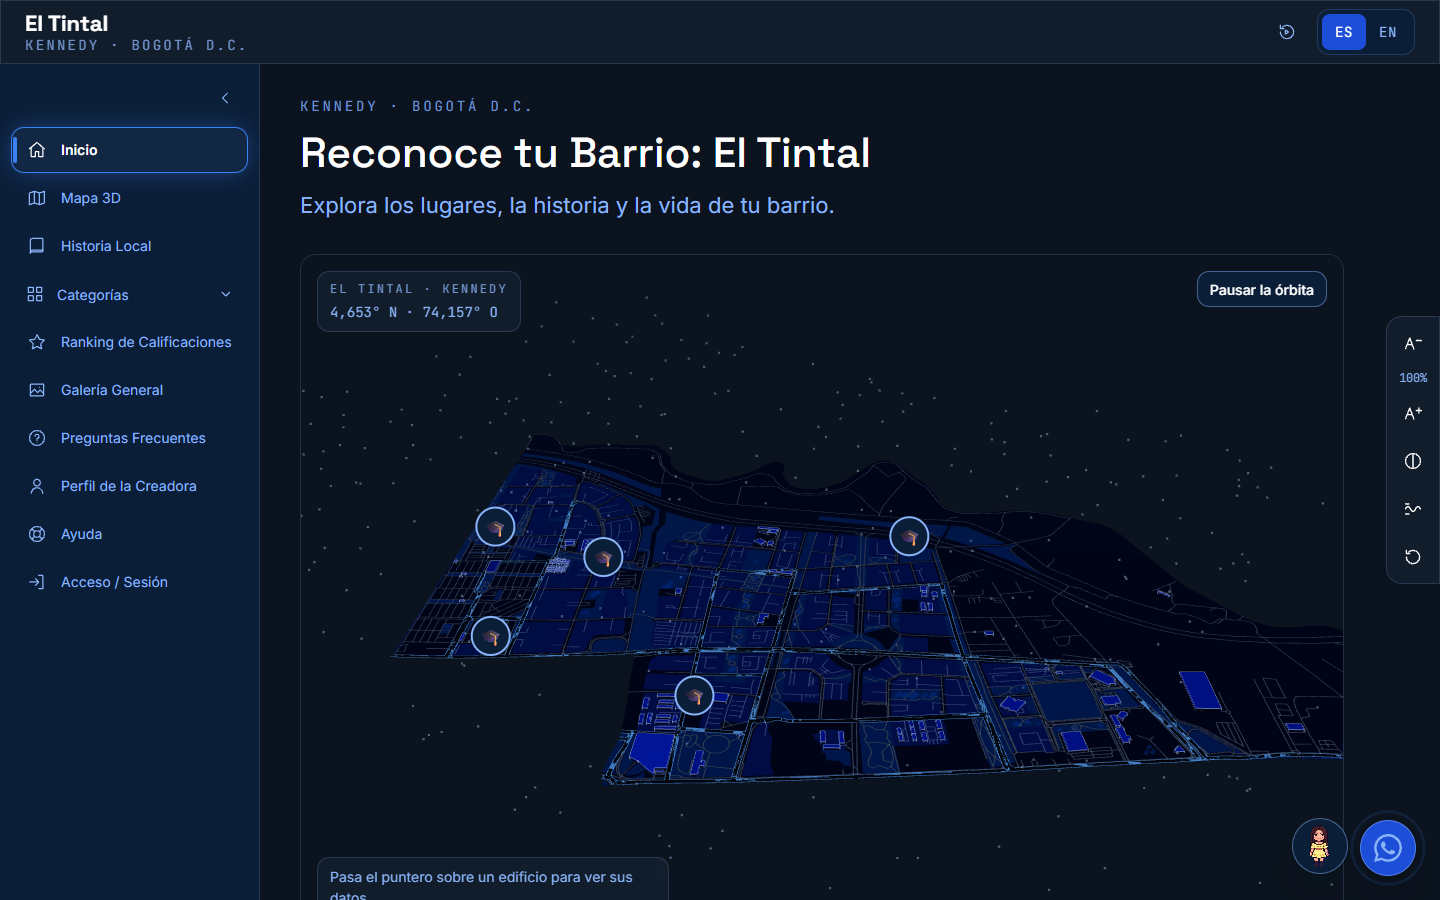 El Tintal
KENNEDY · BOGOTÁ D.C.
ES
EN
Inicio
Mapa 3D
Historia Local
Categorías
Ranking de Calificaciones
Galería General
Preguntas Frecuentes
Perfil de la Creadora
Ayuda
Acceso / Sesión
KENNEDY · BOGOTÁ D.C.
Reconoce tu Barrio: El Tintal
Explora los lugares, la historia y la vida de tu barrio.
EL TINTAL · KENNEDY
4,653° N · 74,157° O
Pausar la órbita
A−
100%
A+
Pasa el puntero sobre un edificio para ver sus
datos